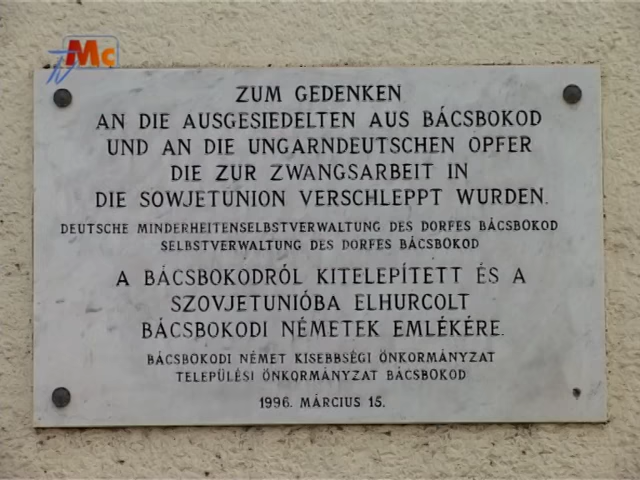 Mc
TV
ZUM GEDENKEN
AN DIE AUSGESIEDELTEN AUS BÁCSBOKOD
UND AN DIE UNGARNDEUTSCHEN OPFER
DIE ZUR ZWANGSARBEIT IN
DIE SOWJETUNION VERSCHLEPPT WURDEN.
DEUTSCHE MINDERHEITENSELBSTVERWALTUNG DES DORFES BÁCSBOKOD
SELBSTVERWALTUNG DES DORFES BÁCSBOKOD
A BÁCSBOKODRÓL KITELEPÍTETT ÉS A
SZOVJETUNIÓBA ELHURCOLT
BÁCSBOKODI NÉMETEK EMLÉKÉRE.
BÁCSBOKODI NÉMET KISEBBSÉGI ÖNKORMÁNYZAT
TELEPÜLÉSI ÖNKORMÁNYZAT BÁCSBOKOD
1996. MÁRCIUS 15.